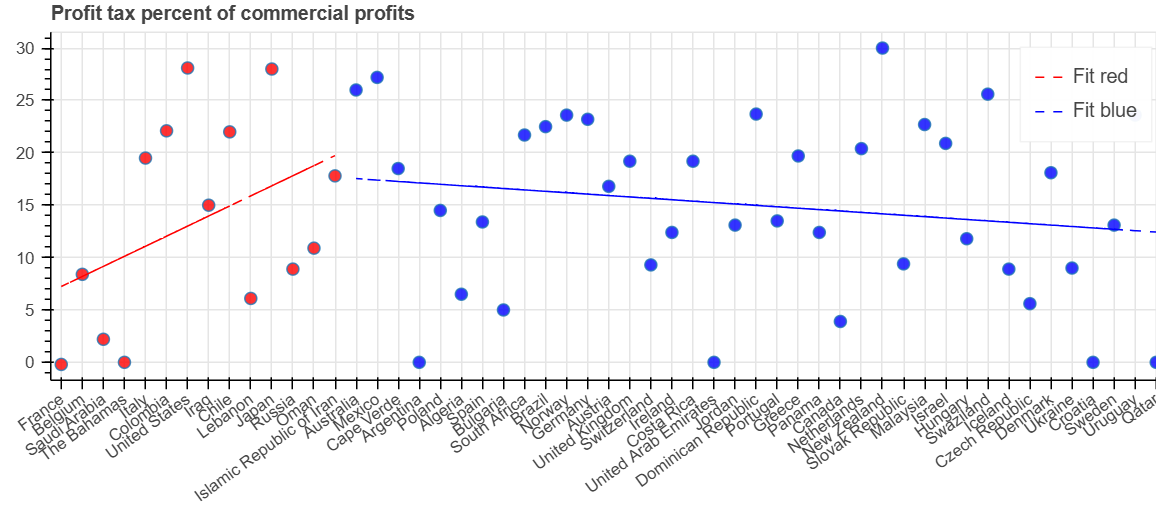 Profit tax percent of commercial profits
30
25
20
15
10
5
0
Fit red
Fit blue
France
Belgium
Saudi Arabia
The Bahamas
Italy
Colombia
United States
Iraq
Chile
Lebanon
Japan
Russia
Oman
Islamic Republic of Iran
Australia
Mexico
Cape Verde
Argentina
Poland
Algeria
Spain
Bulgaria
South Africa
Brazil
Norway
Germany
Austria
United Kingdom
Switzerland
Ireland
Costa Rica
United Arab Emirates
Jordan
Dominican Republic
Portugal
Greece
Panama
Canada
Netherlands
New Zealand
Slovak Republic
Malaysia
Israel
Hungary
Swaziland
Iceland
Czech Republic
Denmark
Ukraine
Croatia
Sweden
Uruguay
Qatar